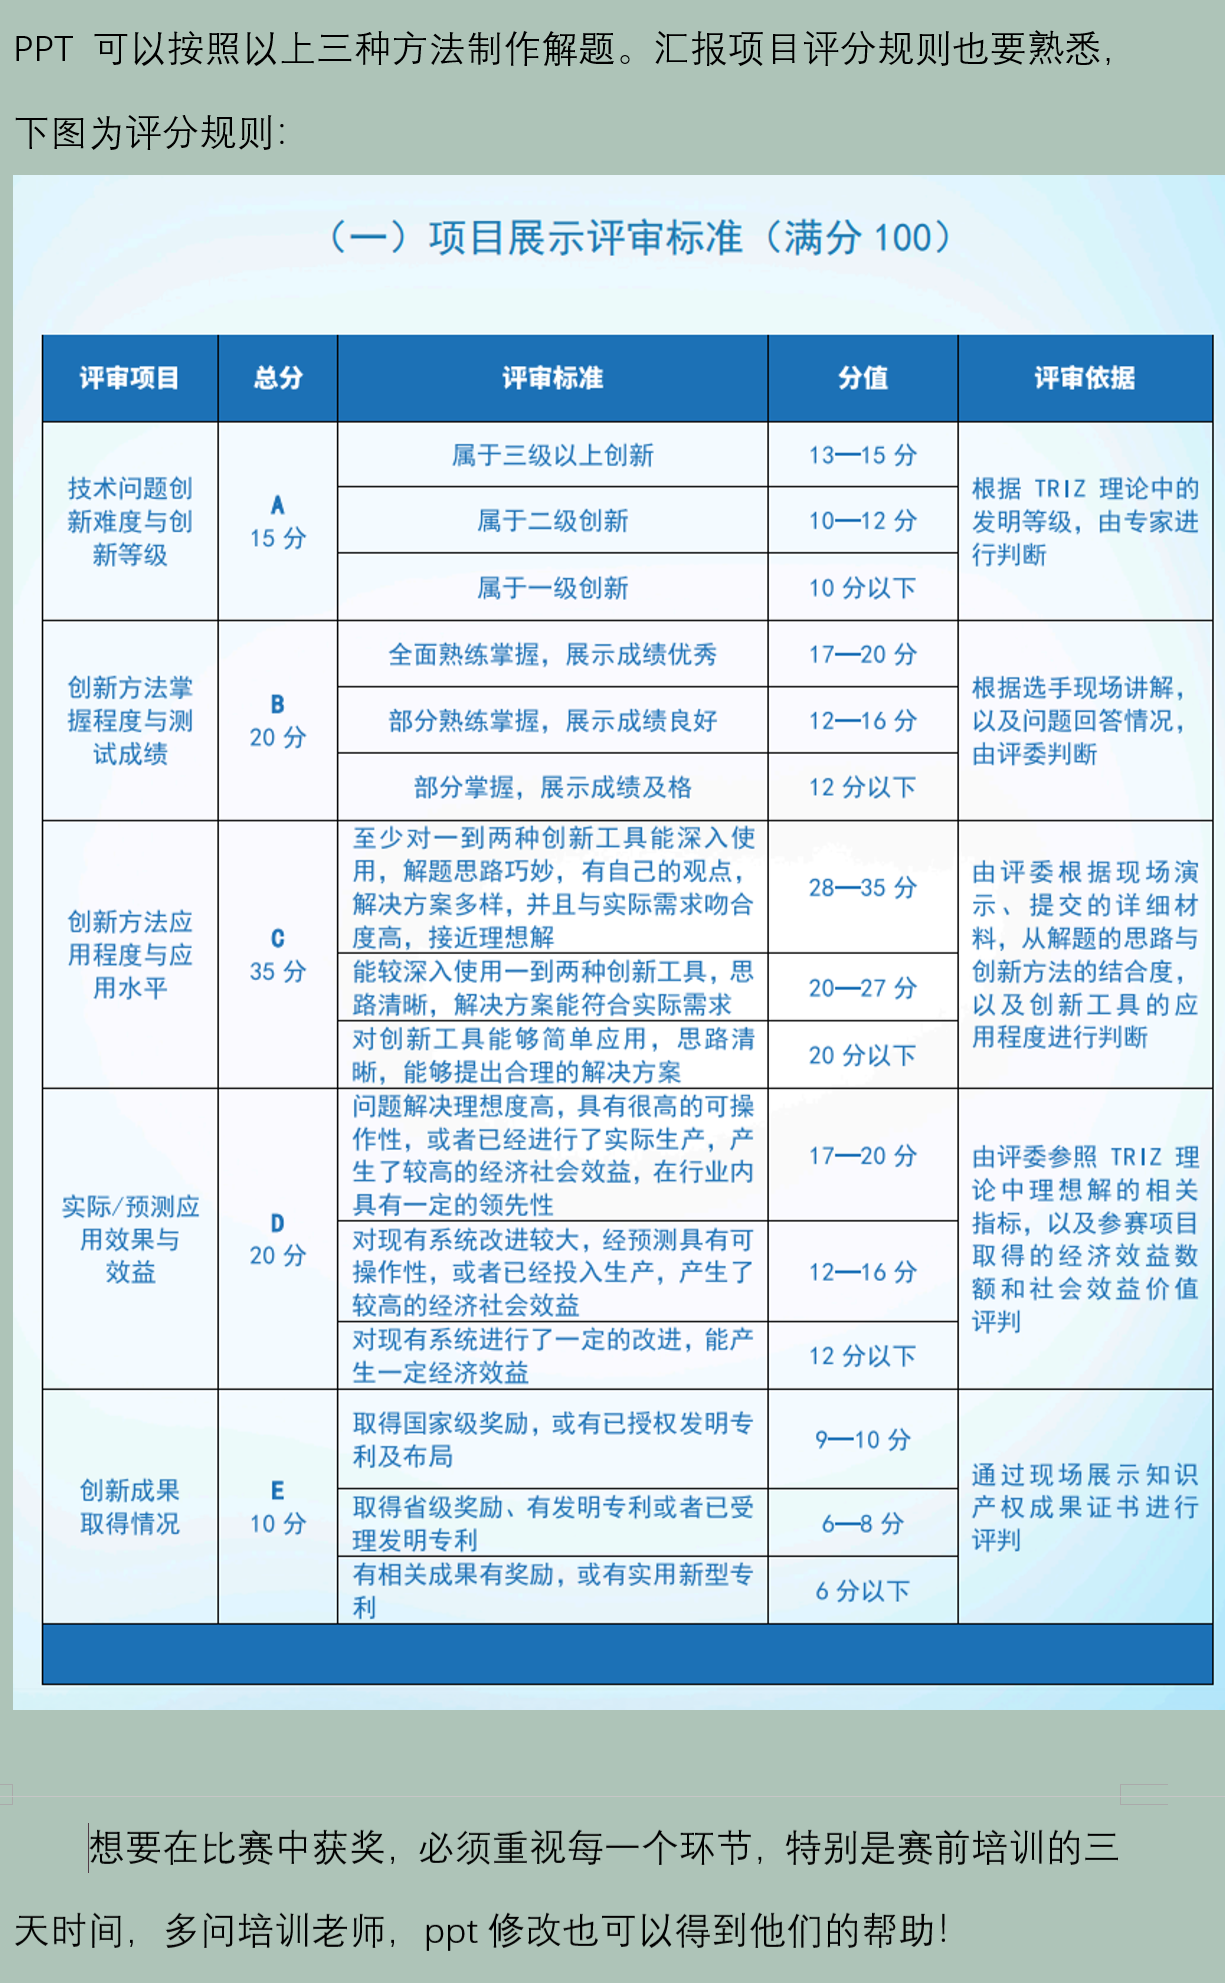 PPT 可以按照以上三种方法制作解题。汇报项目评分规则也要熟悉，
下图为评分规则：
（一）项目展示评审标准（满分 100）
评审项目 总分 评审标准 分值 评审依据
技术问题创
新难度与创
新等级
A
15 分
属于三级以上创新
13—15 分
属于二级创新
10—12 分
属于一级创新
10 分以下
根据 TRIZ 理论中的
发明等级，由专家进
行判断
创新方法掌
握程度与测
试成绩
B
20 分
全面熟练掌握，展示成绩优秀
17—20 分
部分熟练掌握，展示成绩良好
12—16 分
部分掌握，展示成绩及格
12 分以下
根据选手现场讲解，
以及问题回答情况，
由评委判断
创新方法应
用程度与应
用水平
C
35 分
至少对一到两种创新工具能深入使
用，解题思路巧妙，有自己的观点，
解决方案多样，并且与实际需求吻合
度高，接近理想解
28—35 分
能较深入使用一到两种创新工具，思
路清晰，解决方案能符合实际需求
20—27 分
对创新工具能够简单应用，思路清
晰，能够提出合理的解决方案
20 分以下
由评委根据现场演
示、提交的详细材
料，从解题的思路与
创新方法的结合度，
以及创新工具的应
用程度进行判断
实际/预测应
用效果与
效益
D
20 分
问题解决理想度高，具有很高的可操
作性，或者已经进行了实际生产，产
生了较高的经济社会效益，在行业内
具有一定的领先性
17—20 分
对现有系统改进较大，经预测具有可
操作性，或者已经投入生产，产生了
较高的经济社会效益
12—16 分
对现有系统进行了一定的改进，能产
生一定经济效益
12 分以下
由评委参照 TRIZ 理
论中理想解的相关
指标，以及参赛项目
取得的经济效益数
额和社会效益价值
评判
创新成果
取得情况
E
10 分
取得国家级奖励，或有已授权发明专
利及布局
9—10 分
取得省级奖励、有发明专利或者已受
理发明专利
6—8 分
有相关成果有奖励，或有实用新型专
利
6 分以下
通过现场展示知识
产权成果证书进行
评判
想要在比赛中获奖，必须重视每一个环节，特别是赛前培训的三
天时间，多问培训老师，ppt 修改也可以得到他们的帮助！